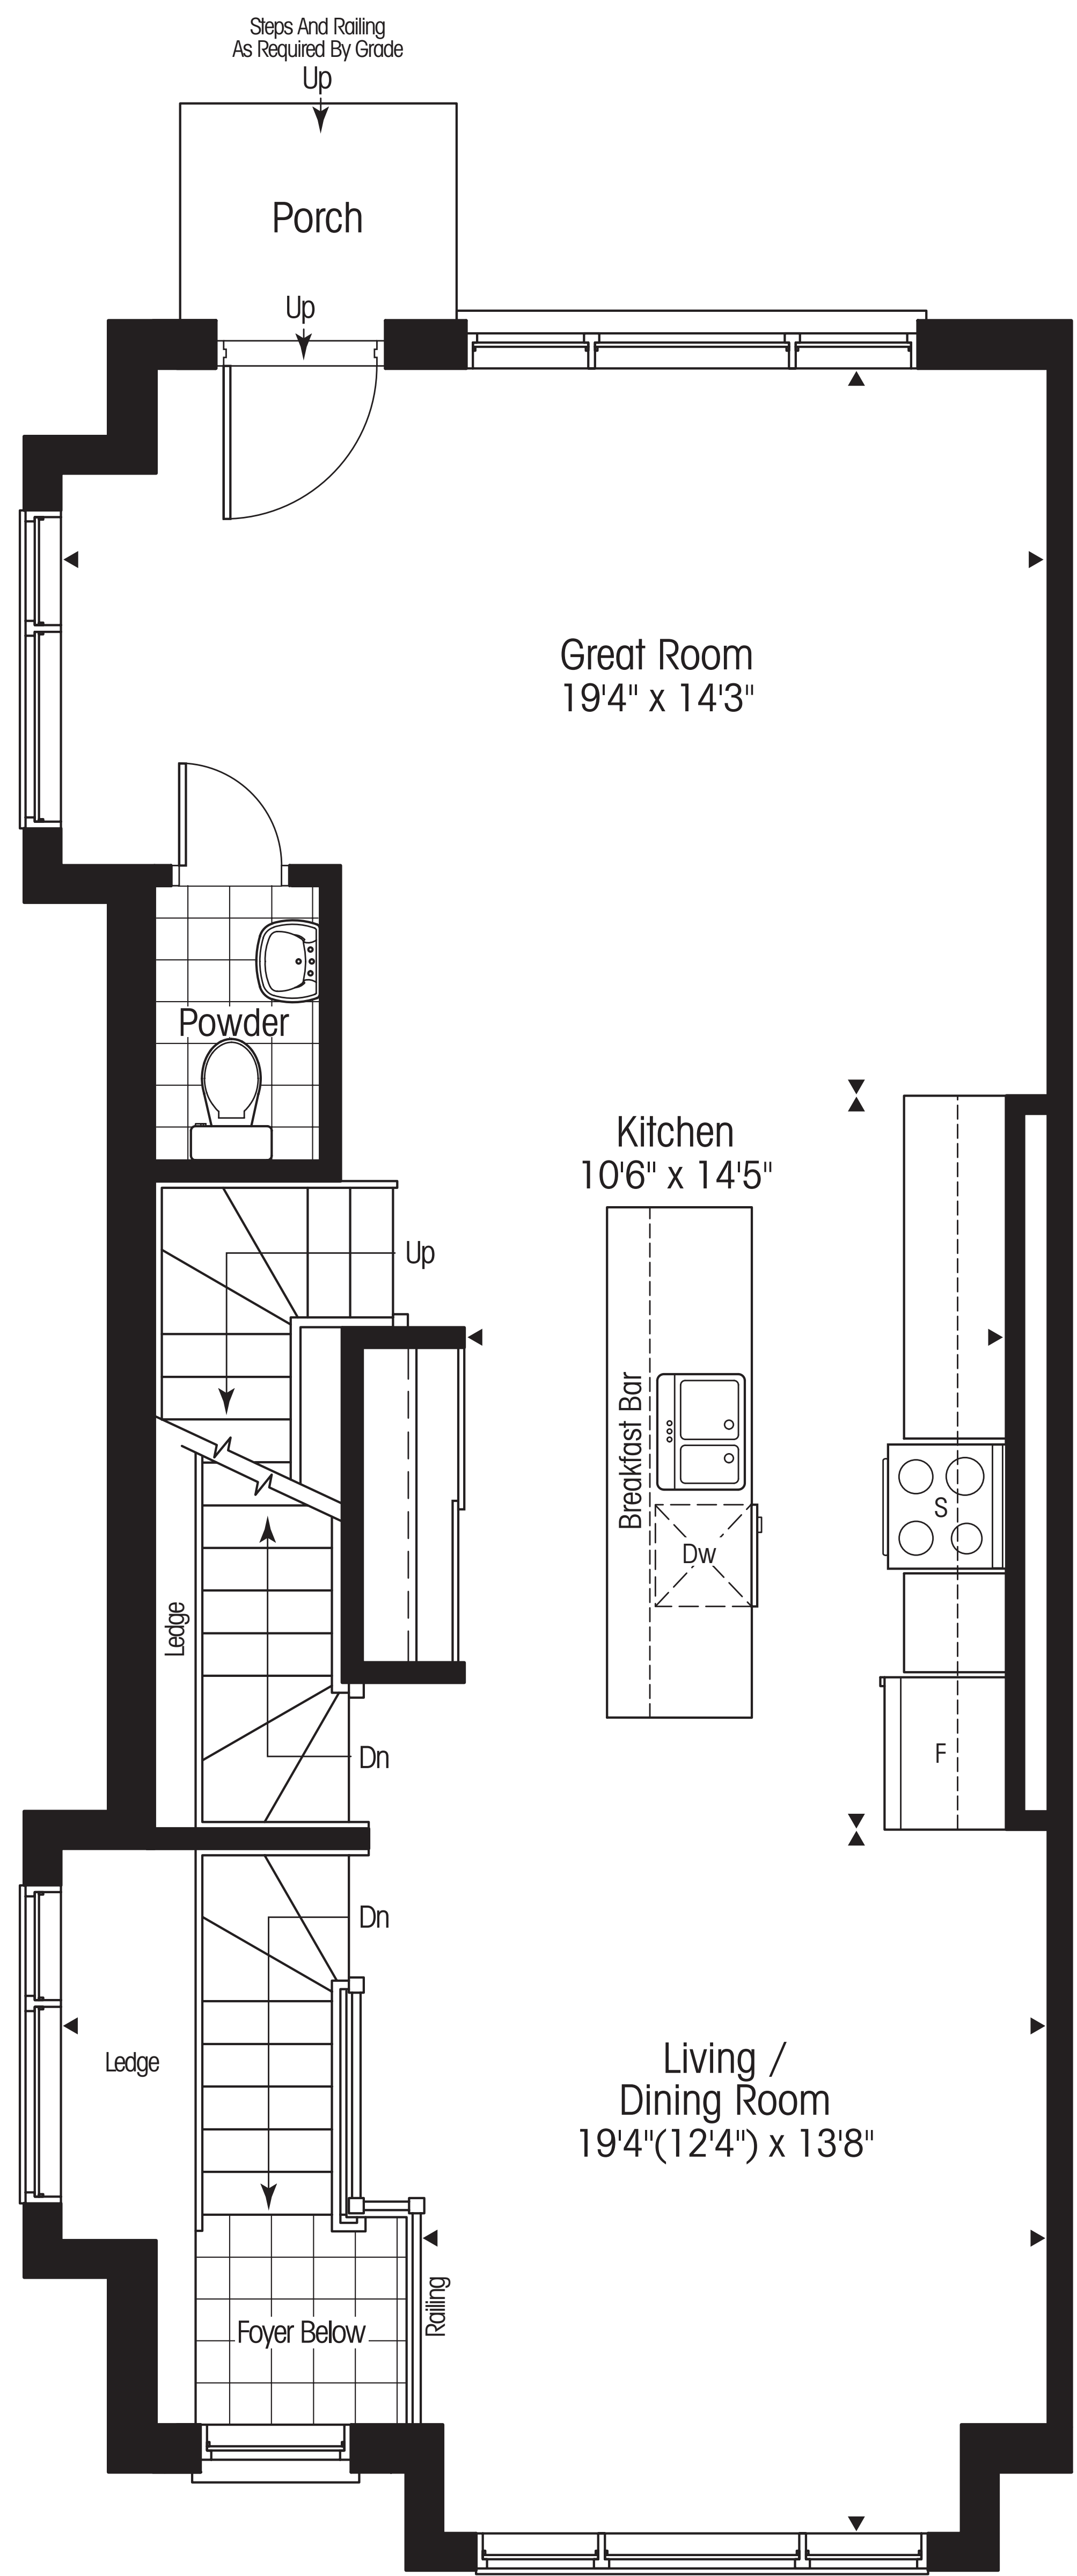 Steps And Railing
As Required By Grade
Up
Porch
Up
Great Room
19'4" x 14'3"
Powder
Kitchen
10'6" x 14'5"
Up
Breakfast Bar
S
Dw
Ledge
F
Dn
Dn
Ledge
Living /
Dining Room
19'4"(12'4") x 13'8"
Railing
Foyer Below